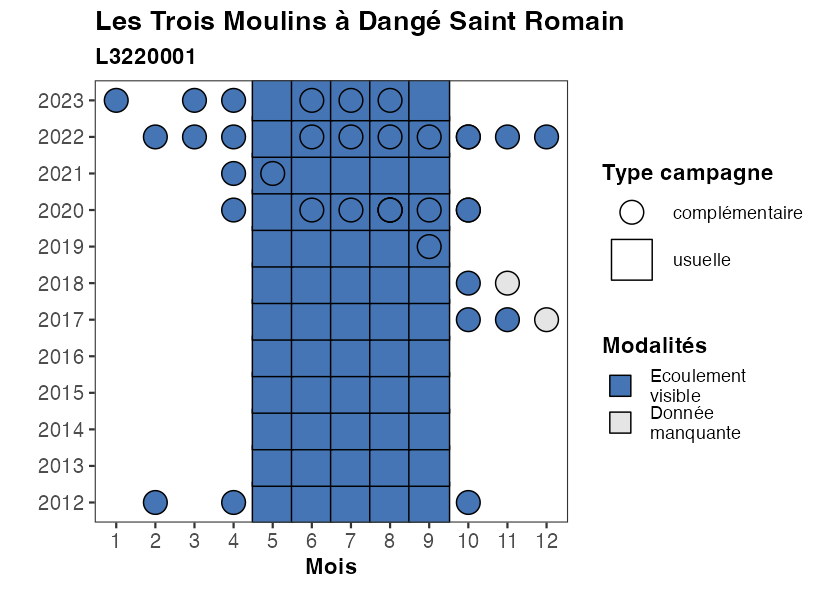 Les Trois Moulins à Dangé Saint Romain
L3220001
2023
2022
2021
2020
2019
2018
2017
2016
2015
2014
2013
2012
1 2 3 4 5 6 7 8 9 10 11 12
Mois
Type campagne
complémentaire
usuelle
Modalités
Ecoulement
visible
Donnée
manquante